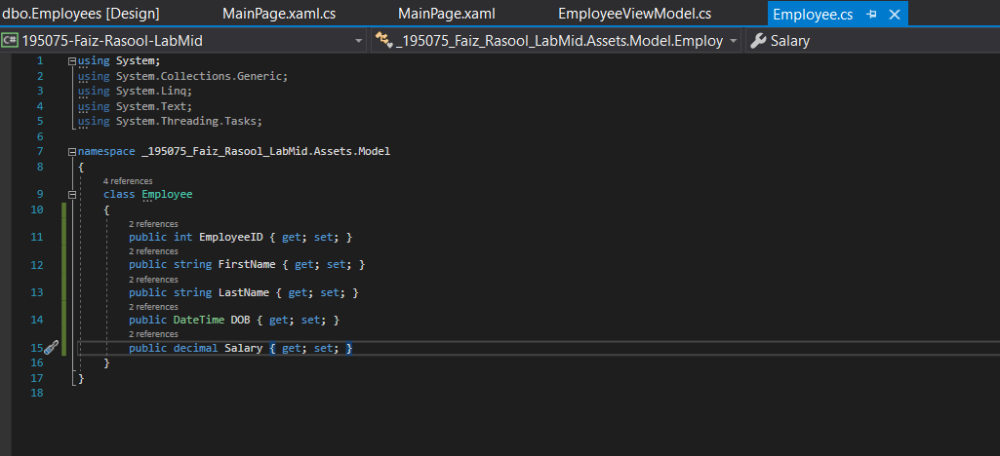 dbo.Employees [Design] MainPage.xaml.cs MainPage.xaml EmployeeViewModel.cs Employee.cs
C# 195075-Faiz-Rasool-LabMid _195075_Faiz_Rasool_LabMid.Assets.Model.Employ Salary
1 using System;
2 using System.Collections.Generic;
3 using System.Linq;
4 using System.Text;
5 using System.Threading.Tasks;
6
7 namespace _195075_Faiz_Rasool_LabMid.Assets.Model
8 {
4 references
9 class Employee
10 {
2 references
11 public int EmployeeID { get; set; }
2 references
12 public string FirstName { get; set; }
2 references
13 public string LastName { get; set; }
2 references
14 public DateTime DOB { get; set; }
2 references
15 public decimal Salary { get; set; }
16 }
17 }
18